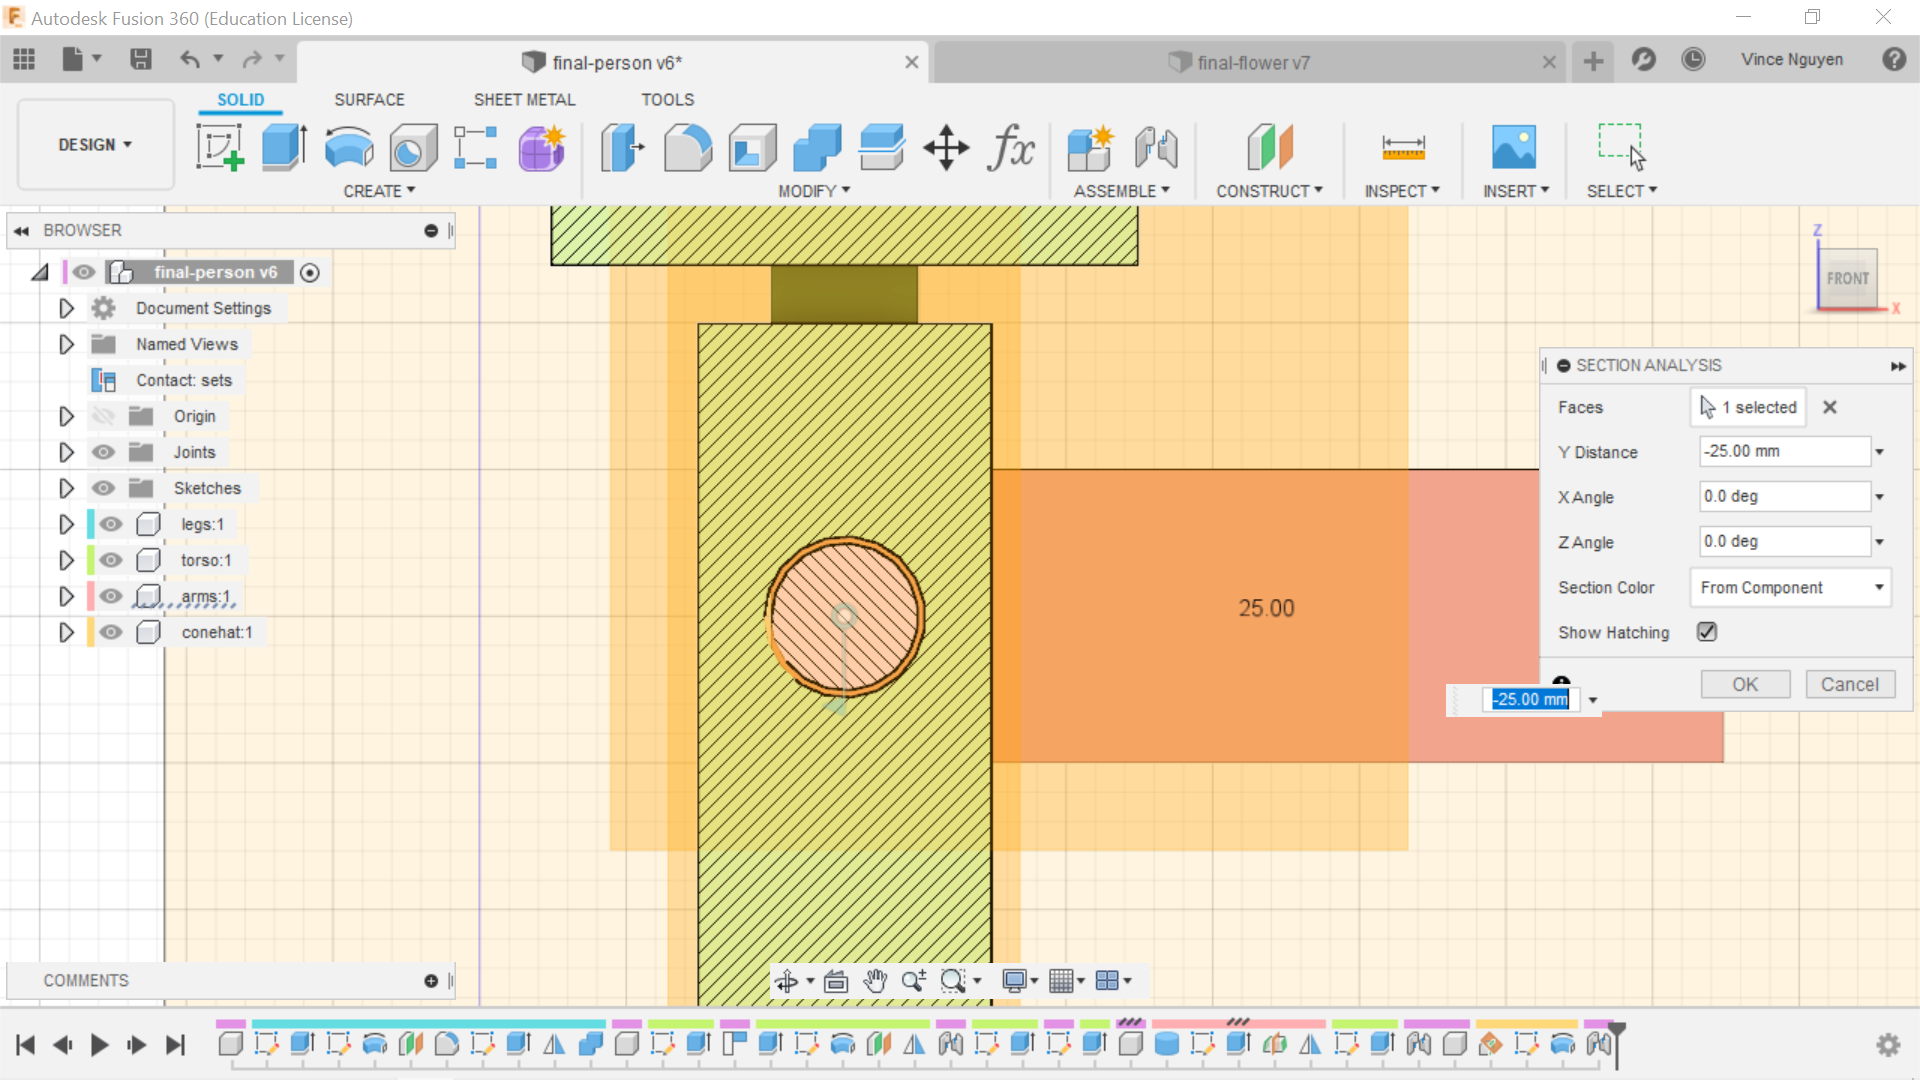 Autodesk Fusion 360 (Education License)
final-person v6*
final-flower v7
Vince Nguyen
SOLID
SURFACE
SHEET METAL
TOOLS
DESIGN
CREATE
MODIFY
ASSEMBLE
CONSTRUCT
INSPECT
INSERT
SELECT
BROWSER
final-person v6
Document Settings
Named Views
Contact: sets
Origin
Joints
Sketches
legs:1
torso:1
arms:1
conehat:1
25.00
Z
FRONT
X
SECTION ANALYSIS
Faces
1 selected
Y Distance
-25.00 mm
X Angle
0.0 deg
Z Angle
0.0 deg
Section Color
From Component
Show Hatching
OK
Cancel
-25.00 mm
COMMENTS